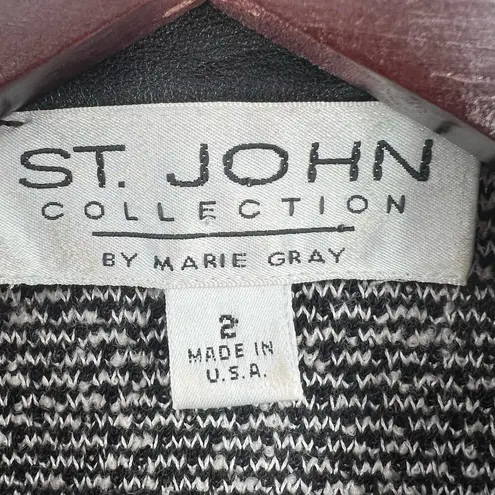 ST. JOHN
COLLECTION
BY MARIE GRAY
2
MADE IN
U.S.A.